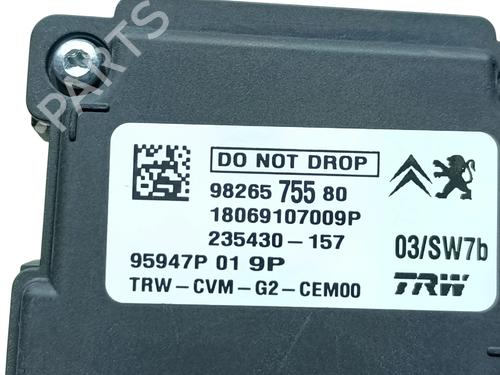 PARTS
DO NOT DROP
98265 755 80
18069107009P
235430-157
03/SW7b
95947P 01 9P
TRW-CVM-G2-CEM00
TRW